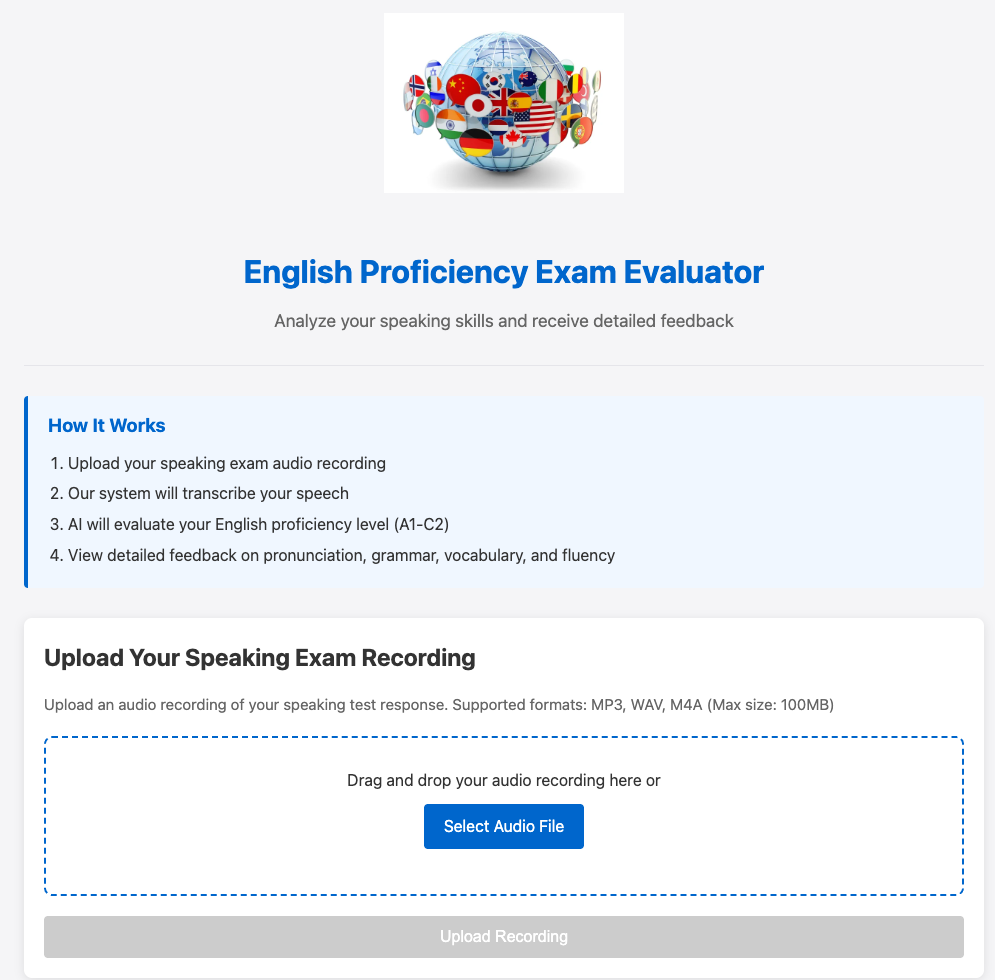 English Proficiency Exam Evaluator
Analyze your speaking skills and receive detailed feedback
How It Works
1. Upload your speaking exam audio recording
2. Our system will transcribe your speech
3. AI will evaluate your English proficiency level (A1-C2)
4. View detailed feedback on pronunciation, grammar, vocabulary, and fluency
Upload Your Speaking Exam Recording
Upload an audio recording of your speaking test response. Supported formats: MP3, WAV, M4A (Max size: 100MB)
Drag and drop your audio recording here or
Select Audio File
Upload Recording